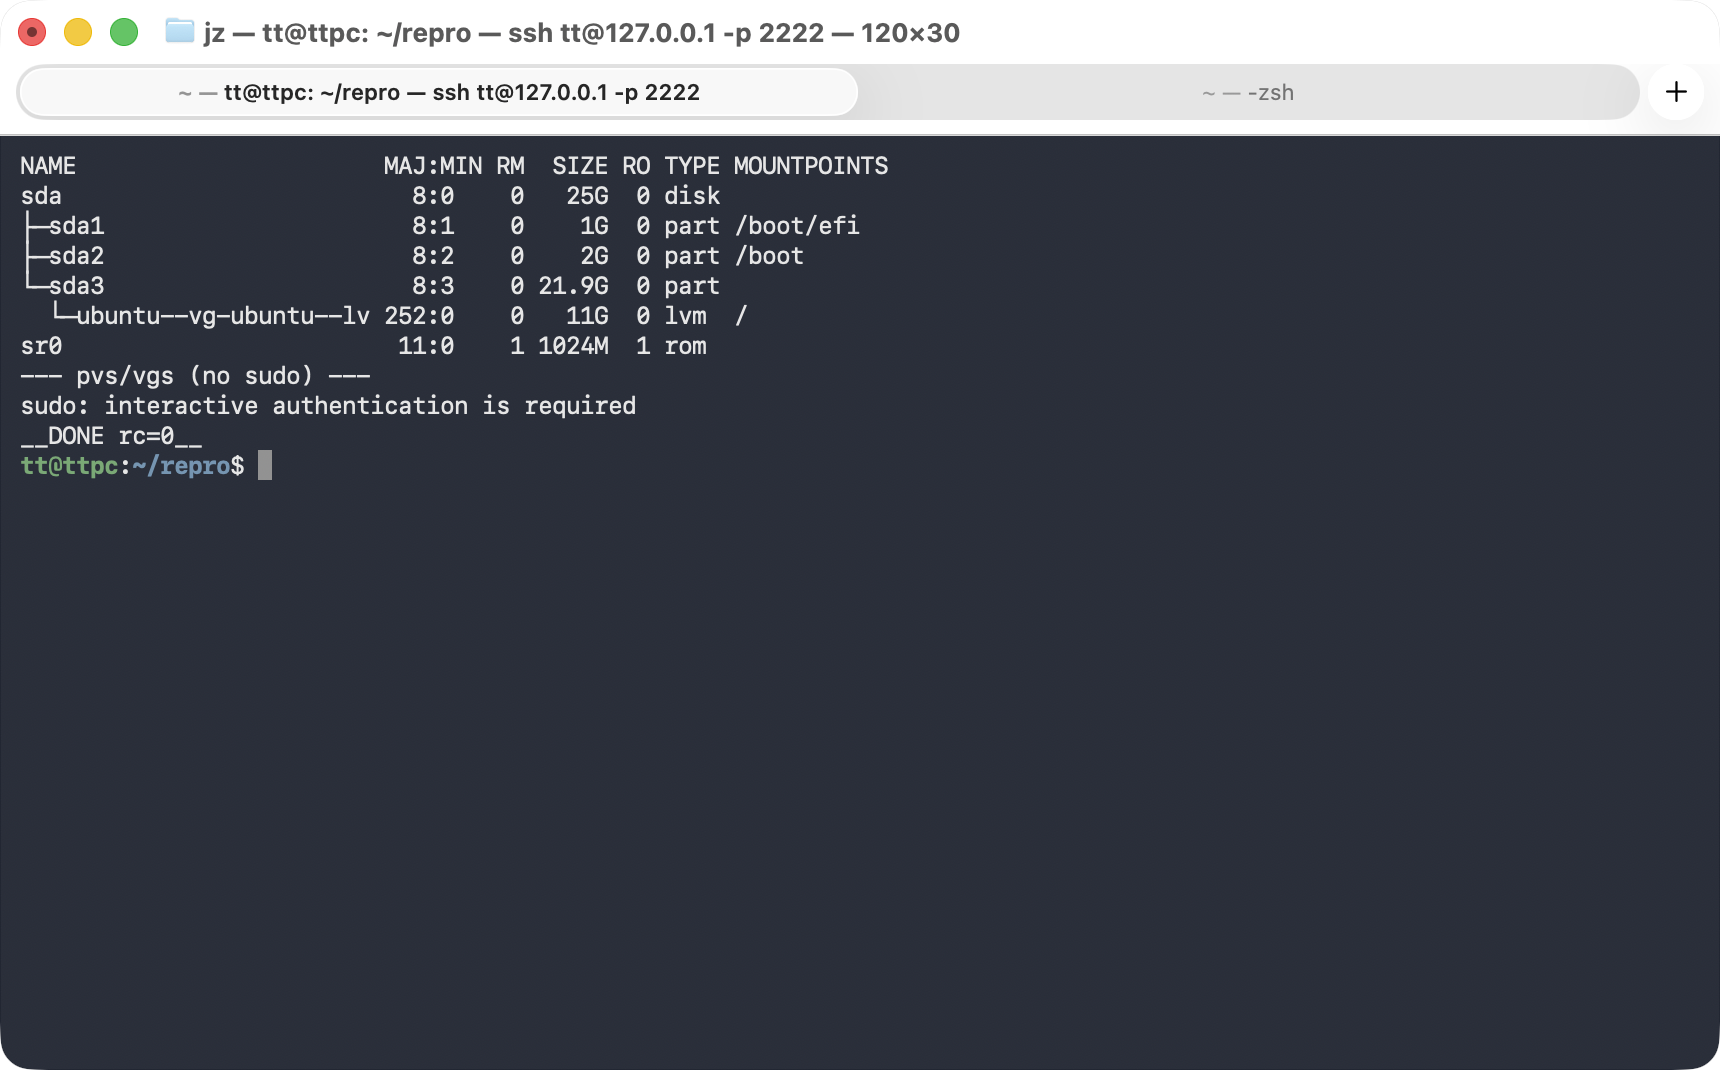 jz — tt@ttpc: ~/repro — ssh tt@127.0.0.1 -p 2222 — 120×30
~ — tt@ttpc: ~/repro — ssh tt@127.0.0.1 -p 2222
~ — -zsh
+
NAME                      MAJ:MIN RM  SIZE RO TYPE MOUNTPOINTS
sda                         8:0    0   25G  0 disk
├─sda1                      8:1    0    1G  0 part /boot/efi
├─sda2                      8:2    0    2G  0 part /boot
└─sda3                      8:3    0 21.9G  0 part
  └─ubuntu--vg-ubuntu--lv 252:0    0   11G  0 lvm  /
sr0                        11:0    1 1024M  1 rom
--- pvs/vgs (no sudo) ---
sudo: interactive authentication is required
__DONE rc=0__
tt@ttpc:~/repro$